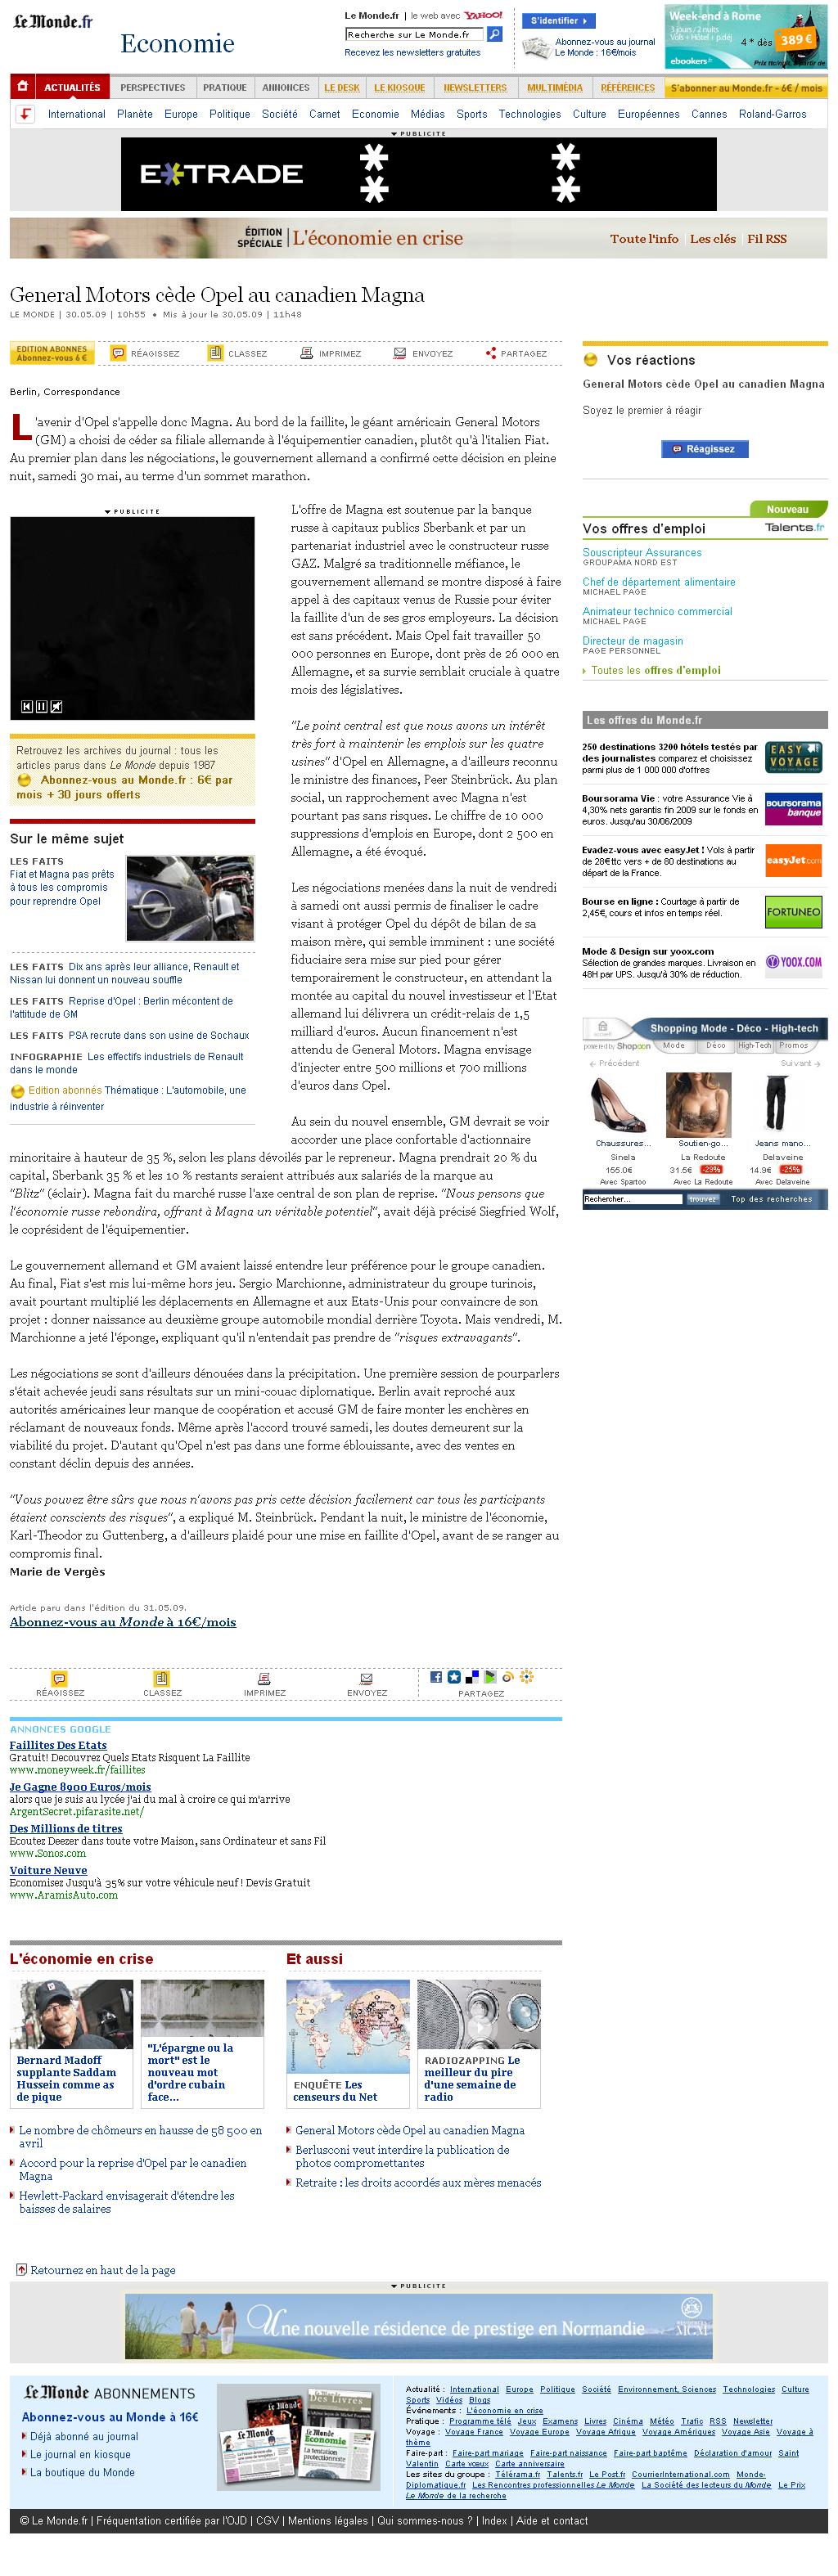 Le Monde.fr
Economie
Le Monde.fr | le web avec YAHOO!
Recherche sur Le Monde.fr
Recevez les newsletters gratuites
S'identifier
Abonnez-vous au journal
Le Monde : 16€/mois
Week-end à Rome
3 jours / 2 nuits
Vols + Hôtel + p.déj
4 * dès 389 €
ebookers
ACTUALITÉS PERSPECTIVES PRATIQUE ANNONCES LE DESK LE KIOSQUE NEWSLETTERS MULTIMÉDIA RÉFÉRENCES S'abonner au Monde.fr - 6€ / mois
International Planète Europe Politique Société Carnet Economie Médias Sports Technologies Culture Européennes Cannes Roland-Garros
PUBLICITE
E*TRADE
ÉDITION SPÉCIALE L'économie en crise
Toute l'info Les clés Fil RSS
General Motors cède Opel au canadien Magna
LE MONDE | 30.05.09 | 10h55 • Mis à jour le 30.05.09 | 11h48
EDITION ABONNES
Abonnez-vous 6 €
RÉAGISSEZ CLASSEZ IMPRIMEZ ENVOYEZ PARTAGEZ
Berlin, Correspondance
L'avenir d'Opel s'appelle donc Magna. Au bord de la faillite, le géant américain General Motors
(GM) a choisi de céder sa filiale allemande à l'équipementier canadien, plutôt qu'à l'italien Fiat.
Au premier plan dans les négociations, le gouvernement allemand a confirmé cette décision en pleine
nuit, samedi 30 mai, au terme d'un sommet marathon.
L'offre de Magna est soutenue par la banque
russe à capitaux publics Sberbank et par un
partenariat industriel avec le constructeur russe
GAZ. Malgré sa traditionnelle méfiance, le
gouvernement allemand se montre disposé à faire
appel à des capitaux venus de Russie pour éviter
la faillite d'un de ses gros employeurs. La décision
est sans précédent. Mais Opel fait travailler 50
000 personnes en Europe, dont près de 26 000 en
Allemagne, et sa survie semblait cruciale à quatre
mois des législatives.
"Le point central est que nous avons un intérêt
très fort à maintenir les emplois sur les quatre
usines" d'Opel en Allemagne, a d'ailleurs reconnu
le ministre des finances, Peer Steinbrück. Au plan
social, un rapprochement avec Magna n'est
pourtant pas sans risques. Le chiffre de 10 000
suppressions d'emplois en Europe, dont 2 500 en
Allemagne, a été évoqué.
Les négociations menées dans la nuit de vendredi
à samedi ont aussi permis de finaliser le cadre
visant à protéger Opel du dépôt de bilan de sa
maison mère, qui semble imminent : une société
fiduciaire sera mise sur pied pour gérer
temporairement le constructeur, en attendant la
montée au capital du nouvel investisseur et l'Etat
allemand lui délivrera un crédit-relais de 1,5
milliard d'euros. Aucun financement n'est
attendu de General Motors. Magna envisage
d'injecter entre 500 millions et 700 millions
d'euros dans Opel.
Au sein du nouvel ensemble, GM devrait se voir
accorder une place confortable d'actionnaire
minoritaire à hauteur de 35 %, selon les plans dévoilés par le repreneur. Magna prendrait 20 % du
capital, Sberbank 35 % et les 10 % restants seraient attribués aux salariés de la marque au
"Blitz" (éclair). Magna fait du marché russe l'axe central de son plan de reprise. "Nous pensons que
l'économie russe rebondira, offrant à Magna un véritable potentiel", avait déjà précisé Siegfried Wolf,
le coprésident de l'équipementier.
Le gouvernement allemand et GM avaient laissé entendre leur préférence pour le groupe canadien.
Au final, Fiat s'est mis lui-même hors jeu. Sergio Marchionne, administrateur du groupe turinois,
avait pourtant multiplié les déplacements en Allemagne et aux Etats-Unis pour convaincre de son
projet : donner naissance au deuxième groupe automobile mondial derrière Toyota. Mais vendredi, M.
Marchionne a jeté l'éponge, expliquant qu'il n'entendait pas prendre de "risques extravagants".
Les négociations se sont d'ailleurs dénouées dans la précipitation. Une première session de pourparlers
s'est achevée jeudi sans résultats sur un mini-couac diplomatique. Berlin avait reproché aux
autorités américaines leur manque de coopération et accusé GM de faire monter les enchères en
réclamant de nouveaux fonds. Même après l'accord trouvé samedi, les doutes demeurent sur la
viabilité du projet. D'autant qu'Opel n'est pas dans une forme éblouissante, avec des ventes en
constant déclin depuis des années.
"Vous pouvez être sûrs que nous n'avons pas pris cette décision facilement car tous les participants
étaient conscients des risques", a expliqué M. Steinbrück. Pendant la nuit, le ministre de l'économie,
Karl-Theodor zu Guttenberg, a d'ailleurs plaidé pour une mise en faillite d'Opel, avant de se ranger au
compromis final.
Marie de Vergès
Article paru dans l'édition du 31.05.09.
Abonnez-vous au Monde à 16€/mois
PUBLICITE
Retrouvez les archives du journal : tous les
articles parus dans Le Monde depuis 1987
Abonnez-vous au Monde.fr : 6€ par
mois + 30 jours offerts
Sur le même sujet
LES FAITS
Fiat et Magna pas prêts
à tous les compromis
pour reprendre Opel
LES FAITS Dix ans après leur alliance, Renault et
Nissan lui donnent un nouveau souffle
LES FAITS Reprise d'Opel : Berlin mécontent de
l'attitude de GM
LES FAITS PSA recrute dans son usine de Sochaux
INFOGRAPHIE Les effectifs industriels de Renault
dans le monde
Edition abonnés Thématique : L'automobile, une
industrie à réinventer
Vos réactions
General Motors cède Opel au canadien Magna
Soyez le premier à réagir
Réagissez
Nouveau
Vos offres d'emploi Talents.fr
Souscripteur Assurances
GROUPAMA NORD EST
Chef de département alimentaire
MICHAEL PAGE
Animateur technico commercial
MICHAEL PAGE
Directeur de magasin
PAGE PERSONNEL
Toutes les offres d'emploi
Les offres du Monde.fr
250 destinations 3200 hôtels testés par
des journalistes comparez et choisissez
parmi plus de 1 000 000 d'offres
EASY VOYAGE
Boursorama Vie : votre Assurance Vie à
4,30% nets garantis fin 2009 sur le fonds en
euros. Jusqu'au 30/06/2009
BOURSORAMA banque
Evadez-vous avec easyJet ! Vols à partir
de 28€ttc vers + de 80 destinations au
départ de la France.
easyJet.com
Bourse en ligne : Courtage à partir de
2,45€, cours et infos en temps réel.
FORTUNEO
Mode & Design sur yoox.com
Sélection de grandes marques. Livraison en
48H par UPS. Jusqu'à 30% de réduction.
YOOX.COM
Shopping Mode - Déco - High-tech
powered by Shopoon Mode Déco High-Tech Promos
Précédent Suivant
Chaussures... Soutien-go... Jeans mano...
Sinela La Redoute Delaveine
155.0€ 31.5€ -29% 14.9€ -25%
Avec Spartoo Avec La Redoute Avec Delaveine
Rechercher... trouvez Top des recherches
RÉAGISSEZ CLASSEZ IMPRIMEZ ENVOYEZ PARTAGEZ
ANNONCES GOOGLE
Faillites Des Etats
Gratuit! Decouvrez Quels Etats Risquent La Faillite
www.moneyweek.fr/faillites
Je Gagne 8900 Euros/mois
alors que je suis au lycée j'ai du mal à croire ce qui m'arrive
ArgentSecret.pifarasite.net/
Des Millions de titres
Ecoutez Deezer dans toute votre Maison, sans Ordinateur et sans Fil
www.Sonos.com
Voiture Neuve
Economisez Jusqu'à 35% sur votre véhicule neuf ! Devis Gratuit
www.AramisAuto.com
L'économie en crise
Bernard Madoff
supplante Saddam
Hussein comme as
de pique
"L'épargne ou la
mort" est le
nouveau mot
d'ordre cubain
face...
Le nombre de chômeurs en hausse de 58 500 en
avril
Accord pour la reprise d'Opel par le canadien
Magna
Hewlett-Packard envisagerait d'étendre les
baisses de salaires
Et aussi
ENQUÊTE Les
censeurs du Net
RADIOZAPPING Le
meilleur du pire
d'une semaine de
radio
General Motors cède Opel au canadien Magna
Berlusconi veut interdire la publication de
photos compromettantes
Retraite : les droits accordés aux mères menacés
Retournez en haut de la page
PUBLICITE
Une nouvelle résidence de prestige en Normandie
MGM
Le Monde ABONNEMENTS
Abonnez-vous au Monde à 16€
Déjà abonné au journal
Le journal en kiosque
La boutique du Monde
Actualité : International Europe Politique Société Environnement, Sciences Technologies Culture
Sports Vidéos Blogs
Événements : L'économie en crise
Pratique : Programme télé Jeux Examens Livres Cinéma Météo Trafic RSS Newsletter
Voyage : Voyage France Voyage Europe Voyage Afrique Voyage Amériques Voyage Asie Voyage à
thème
Faire-part : Faire-part mariage Faire-part naissance Faire-part baptême Déclaration d'amour Saint
Valentin Carte vœux Carte anniversaire
Les sites du groupe : Télérama.fr Talents.fr Le Post.fr CourrierInternational.com Monde-
Diplomatique.fr Les Rencontres professionnelles Le Monde La Société des lecteurs du Monde Le Prix
Le Monde de la recherche
© Le Monde.fr | Fréquentation certifiée par l'OJD | CGV | Mentions légales | Qui sommes-nous ? | Index | Aide et contact